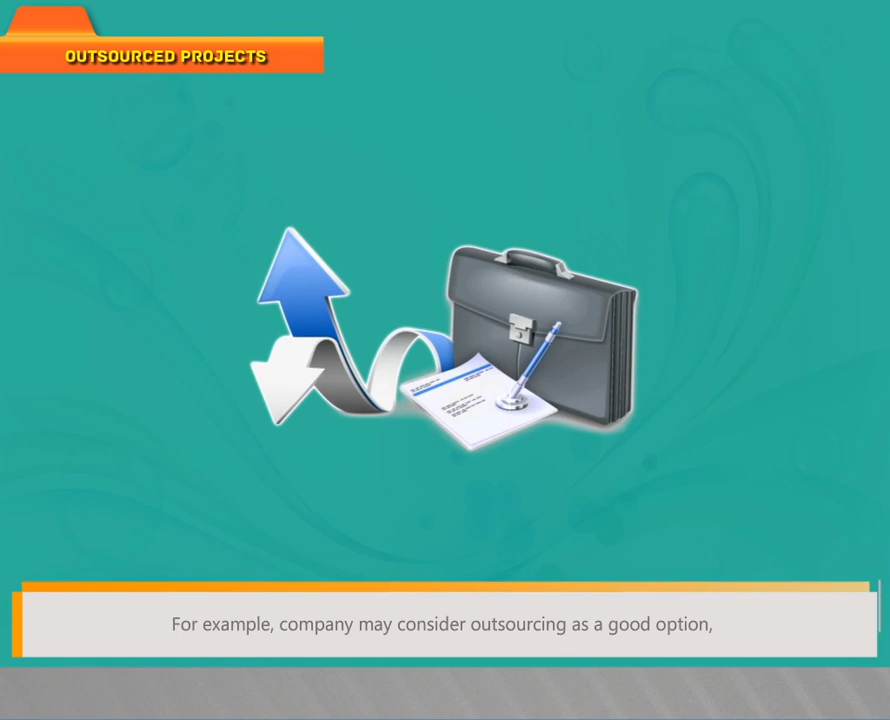 OUTSOURCED PROJECTS
For example, company may consider outsourcing as a good option,